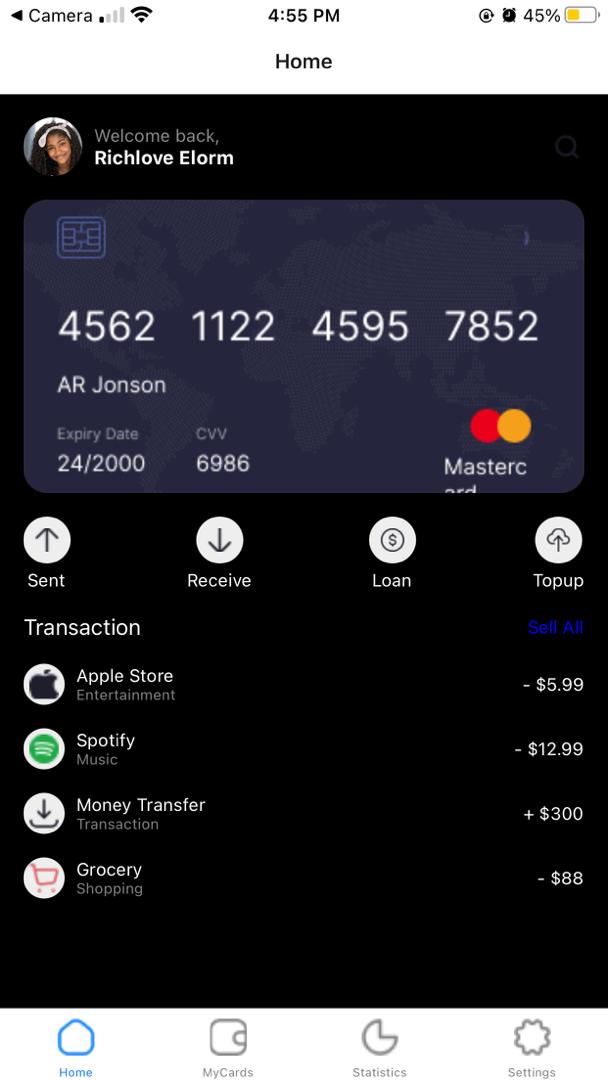 Camera 4:55 PM 45%
Home
Welcome back,
Richlove Elorm
4562 1122 4595 7852
AR Jonson
Expiry Date CVV
24/2000 6986
Masterc
ard
Sent Receive Loan Topup
Transaction Sell All
Apple Store
Entertainment
- $5.99
Spotify
Music
- $12.99
Money Transfer
Transaction
+ $300
Grocery
Shopping
- $88
Home MyCards Statistics Settings